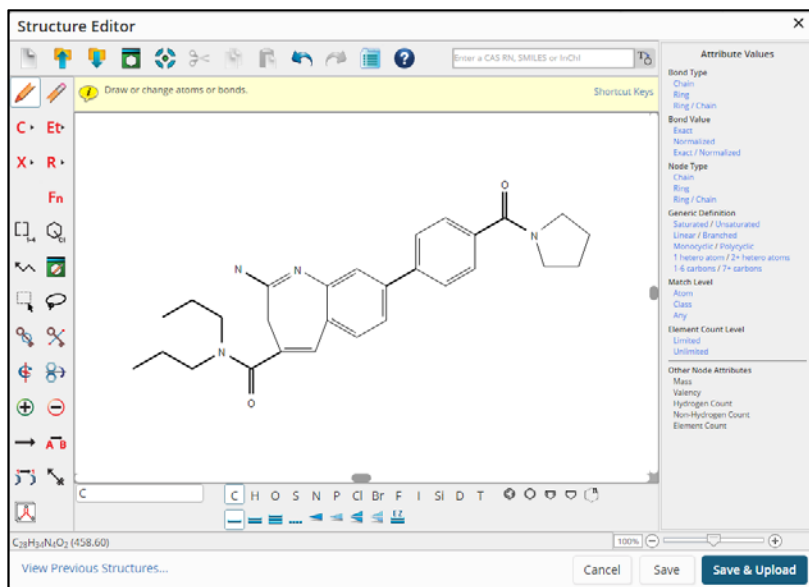 Structure Editor
×
Enter a CAS RN, SMILES or InChI
Draw or change atoms or bonds.
Shortcut Keys
C
Et
X
R
Fn
O
N
N
N
N
O
Attribute Values
Bond Type
Chain
Ring
Ring / Chain
Bond Value
Exact
Normalized
Exact / Normalized
Node Type
Chain
Ring
Ring / Chain
Generic Definition
Saturated / Unsaturated
Linear / Branched
Monocyclic / Polycyclic
1 hetero atom / 2+ hetero atoms
1-6 carbons / 7+ carbons
Match Level
Atom
Class
Any
Element Count Level
Limited
Unlimited
Other Node Attributes
Mass
Valency
Hydrogen Count
Non-Hydrogen Count
Element Count
A B
C
C H O S N P Cl Br F I Si D T
EZ
C₂₈H₃₄N₄O₂ (458.60)
100%
View Previous Structures...
Cancel
Save
Save & Upload